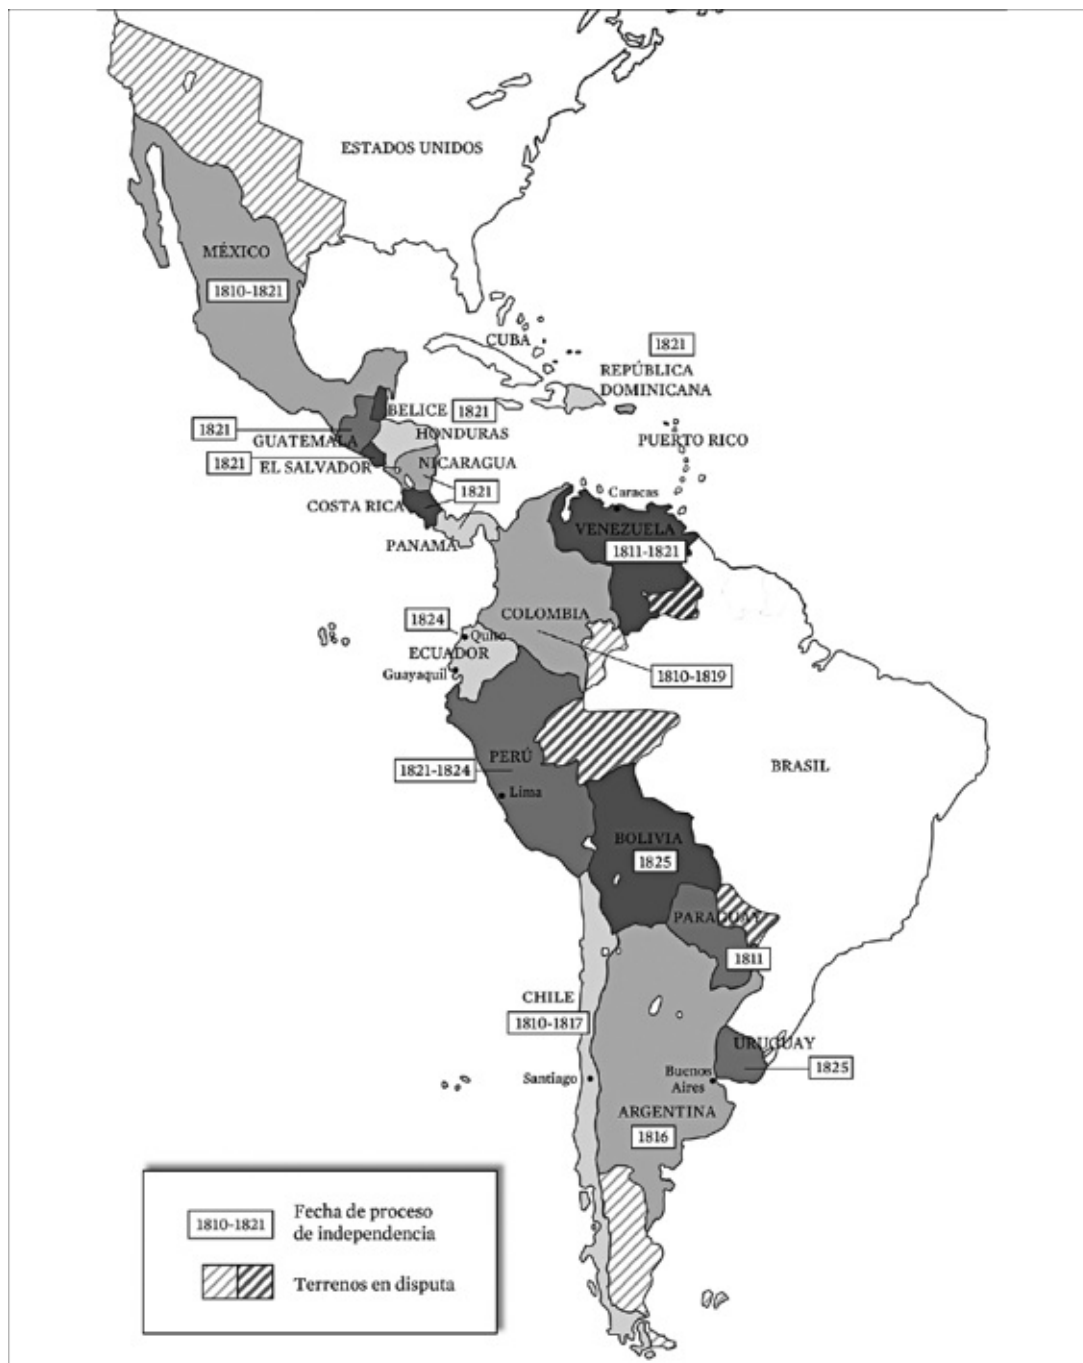 ESTADOS UNIDOS
MÉXICO
1810-1821
CUBA
1821
REPÚBLICA
DOMINICANA
BELICE
1821
HONDURAS
1821
GUATEMALA
PUERTO RICO
1821
EL SALVADOR
NICARAGUA
COSTA RICA
1821
PANAMÁ
Caracas
VENEZUELA
1811-1821
COLOMBIA
1824
Quito
ECUADOR
Guayaquil
1810-1819
PERÚ
1821-1824
Lima
BRASIL
BOLIVIA
1825
PARAGUAY
1811
CHILE
1810-1817
URUGUAY
1825
Santiago
Buenos
Aires
ARGENTINA
1816
1810-1821
Fecha de proceso
de independencia
Terrenos en disputa